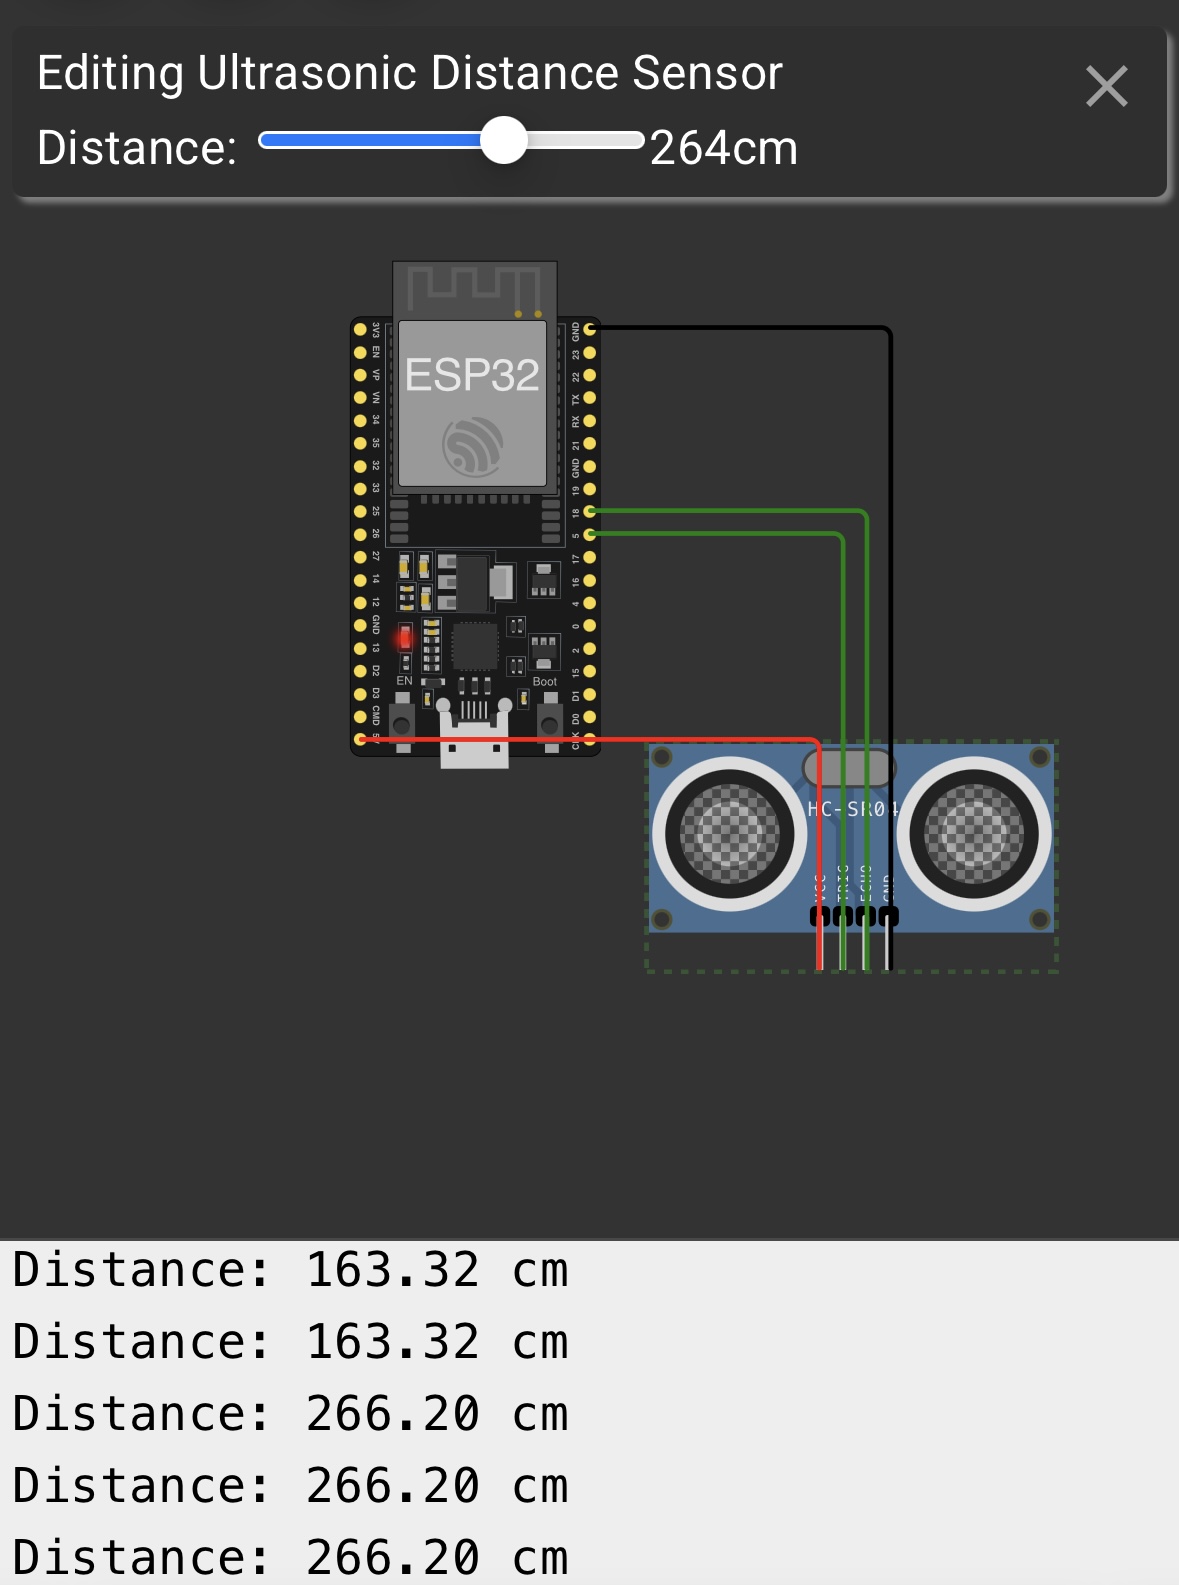 Editing Ultrasonic Distance Sensor
Distance: 264cm
ESP32
3V3
EN
VP
VN
34
35
32
33
25
26
27
14
12
GND
13
D2
D3
CMD
GND
23
22
TX
RX
21
GND
19
18
5
17
16
4
0
2
15
D1
D0
CLK
EN
Boot
HC-SR04
VCC
TRIG
ECHO
GND
Distance: 163.32 cm
Distance: 163.32 cm
Distance: 266.20 cm
Distance: 266.20 cm
Distance: 266.20 cm